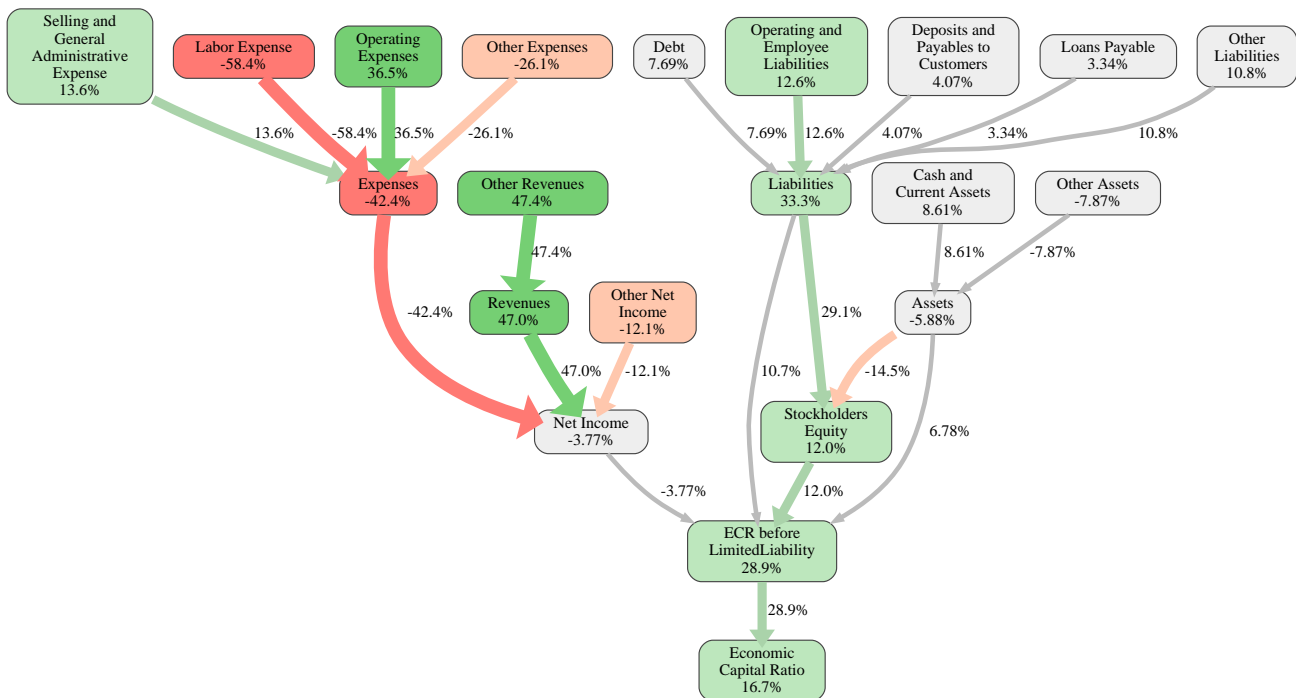 Selling and
General
Administrative
Expense
13.6%
Labor Expense
-58.4%
Operating
Expenses
36.5%
Other Expenses
-26.1%
Debt
7.69%
Operating and
Employee
Liabilities
12.6%
Deposits and
Payables to
Customers
4.07%
Loans Payable
3.34%
Other
Liabilities
10.8%
13.6%
-58.4%
36.5%
-26.1%
7.69%
12.6%
4.07%
3.34%
10.8%
Expenses
-42.4%
Other Revenues
47.4%
Liabilities
33.3%
Cash and
Current Assets
8.61%
Other Assets
-7.87%
47.4%
8.61%
-7.87%
-42.4%
Revenues
47.0%
Other Net
Income
-12.1%
29.1%
Assets
-5.88%
47.0%
-12.1%
10.7%
-14.5%
Net Income
-3.77%
Stockholders
Equity
12.0%
6.78%
-3.77%
12.0%
ECR before
LimitedLiability
28.9%
28.9%
Economic
Capital Ratio
16.7%